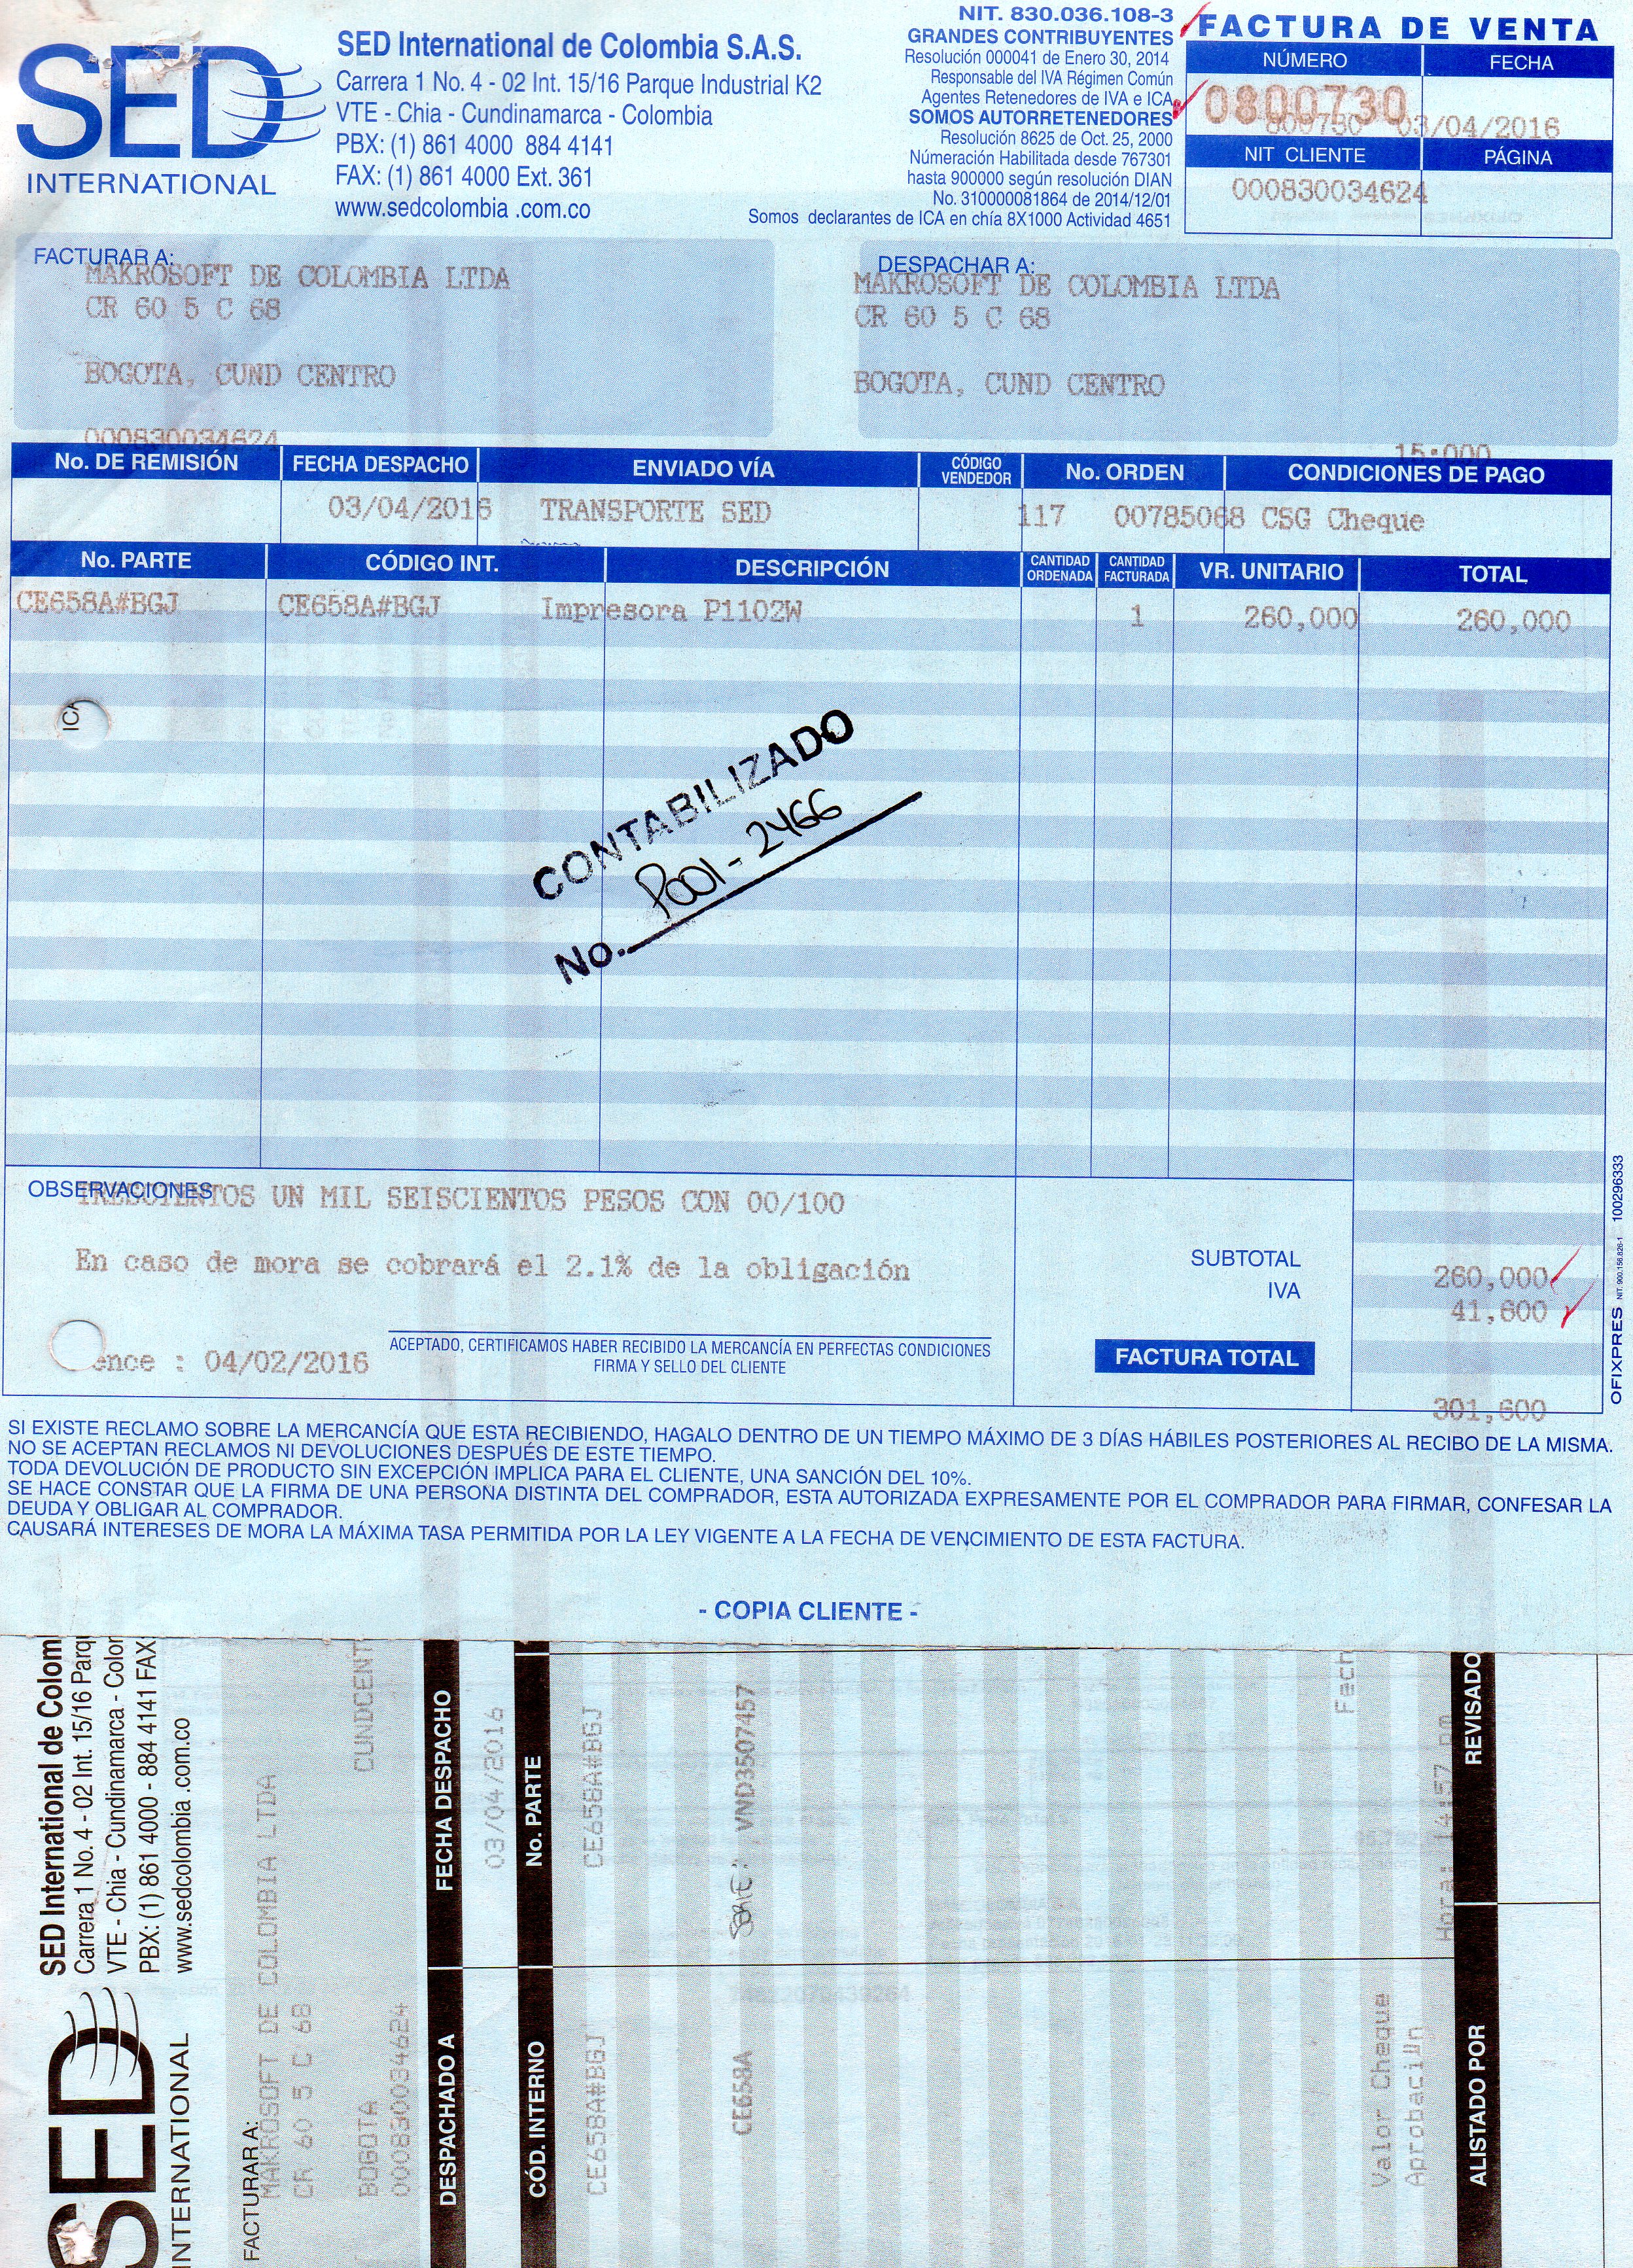 SED
INTERNATIONAL
SED International de Colombia S.A.S.
Carrera 1 No. 4 - 02 Int. 15/16 Parque Industrial K2
VTE - Chia - Cundinamarca - Colombia
PBX: (1) 861 4000 884 4141
FAX: (1) 861 4000 Ext. 361
www.sedcolombia .com.co
NIT. 830.036.108-3
GRANDES CONTRIBUYENTES
Resolución 000041 de Enero 30, 2014
Responsable del IVA Régimen Común
Agentes Retenedores de IVA e ICA
SOMOS AUTORRETENEDORES
Resolución 8625 de Oct. 25, 2000
Númeración Habilitada desde 767301
hasta 900000 según resolución DIAN
No. 310000081864 de 2014/12/01
Somos declarantes de ICA en chía 8X1000 Actividad 4651
FACTURA DE VENTA
NÚMERO FECHA
0800730
800730 03/04/2016
NIT CLIENTE PÁGINA
000830034624
FACTURAR A:
MAKROSOFT DE COLOMBIA LTDA
CR 60 5 C 68
BOGOTA, CUND CENTRO
000830034624
DESPACHAR A:
MAKROSOFT DE COLOMBIA LTDA
CR 60 5 C 68
BOGOTA, CUND CENTRO
15:000
No. DE REMISIÓN FECHA DESPACHO ENVIADO VÍA CÓDIGO VENDEDOR No. ORDEN CONDICIONES DE PAGO
03/04/2016 TRANSPORTE SED 117 00785068 CSG Cheque
No. PARTE CÓDIGO INT. DESCRIPCIÓN CANTIDAD ORDENADA CANTIDAD FACTURADA VR. UNITARIO TOTAL
CE658A#BGJ CE658A#BGJ Impresora P1102W 1 260,000 260,000
ICA
CONTABILIZADO
No. P001-2466
OBSERVACIONES
TRESCIENTOS UN MIL SEISCIENTOS PESOS CON 00/100
En caso de mora se cobrará el 2.1% de la obligación
ence : 04/02/2016
ACEPTADO, CERTIFICAMOS HABER RECIBIDO LA MERCANCÍA EN PERFECTAS CONDICIONES
FIRMA Y SELLO DEL CLIENTE
SUBTOTAL 260,000
IVA 41,600
FACTURA TOTAL
301,600
OFIXPRES NIT. 900.156.826-1 100296333
SI EXISTE RECLAMO SOBRE LA MERCANCÍA QUE ESTA RECIBIENDO, HAGALO DENTRO DE UN TIEMPO MÁXIMO DE 3 DÍAS HÁBILES POSTERIORES AL RECIBO DE LA MISMA.
NO SE ACEPTAN RECLAMOS NI DEVOLUCIONES DESPUÉS DE ESTE TIEMPO.
TODA DEVOLUCIÓN DE PRODUCTO SIN EXCEPCIÓN IMPLICA PARA EL CLIENTE, UNA SANCIÓN DEL 10%.
SE HACE CONSTAR QUE LA FIRMA DE UNA PERSONA DISTINTA DEL COMPRADOR, ESTA AUTORIZADA EXPRESAMENTE POR EL COMPRADOR PARA FIRMAR, CONFESAR LA
DEUDA Y OBLIGAR AL COMPRADOR.
CAUSARÁ INTERESES DE MORA LA MÁXIMA TASA PERMITIDA POR LA LEY VIGENTE A LA FECHA DE VENCIMIENTO DE ESTA FACTURA.
- COPIA CLIENTE -
SED
INTERNATIONAL
SED International de Colom
Carrera 1 No. 4 - 02 Int. 15/16 Parqu
VTE - Chia - Cundinamarca - Color
PBX: (1) 861 4000 - 884 4141 FAX:
www.sedcolombia .com.co
FACTURAR A:
MAKROSOFT DE COLOMBIA LTDA
CR 60 5 C 68
BOGOTA CUNDCENT
000830034624
DESPACHADO A FECHA DESPACHO
03/04/2016
CÓD. INTERNO No. PARTE
CE658A#BGJ CE658A#BGJ
CE658A SERIE: VND3507457
Fech
Valor Cheque
Aprobaci Hora: 14:57 pm
ALISTADO POR REVISADO